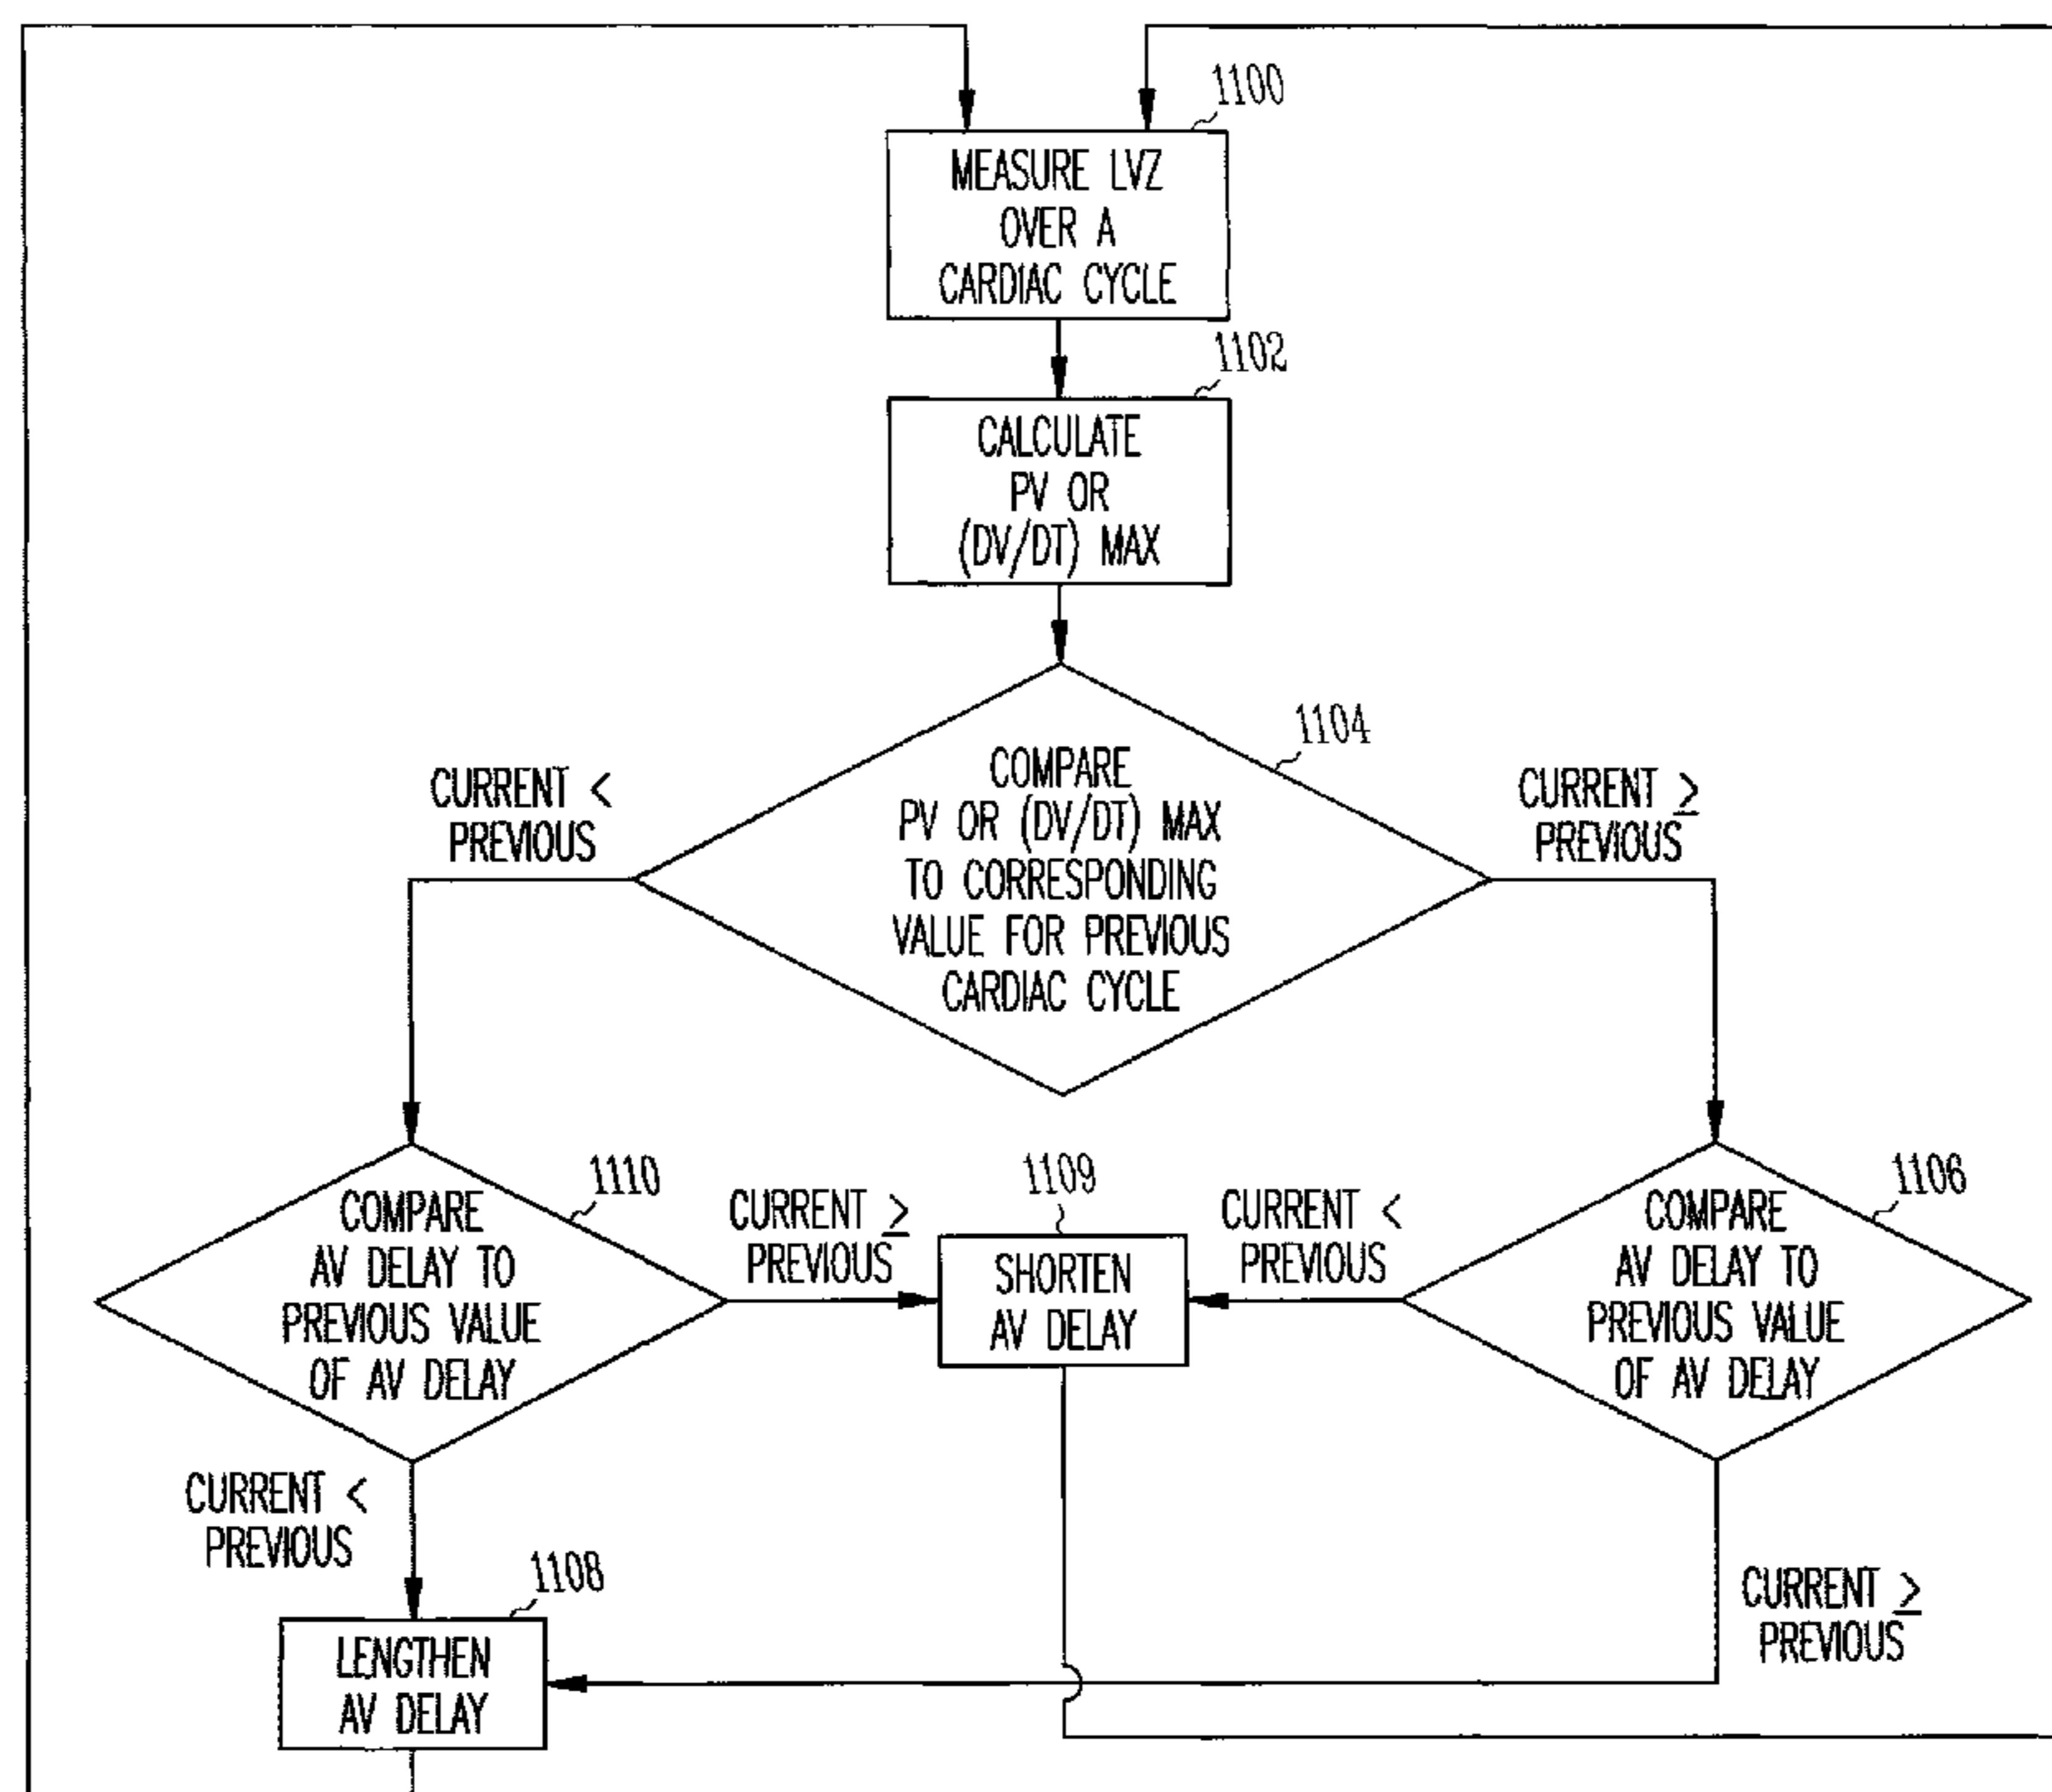 1100
MEASURE LVZ
OVER A
CARDIAC CYCLE
1102
CALCULATE
PV OR
(DV/DT) MAX
1104
COMPARE
PV OR (DV/DT) MAX
TO CORRESPONDING
VALUE FOR PREVIOUS
CARDIAC CYCLE
CURRENT <
PREVIOUS
CURRENT ≥
PREVIOUS
1110
COMPARE
AV DELAY TO
PREVIOUS VALUE
OF AV DELAY
CURRENT ≥
PREVIOUS
1109
SHORTEN
AV DELAY
CURRENT <
PREVIOUS
1106
COMPARE
AV DELAY TO
PREVIOUS VALUE
OF AV DELAY
CURRENT <
PREVIOUS
1108
LENGTHEN
AV DELAY
CURRENT ≥
PREVIOUS